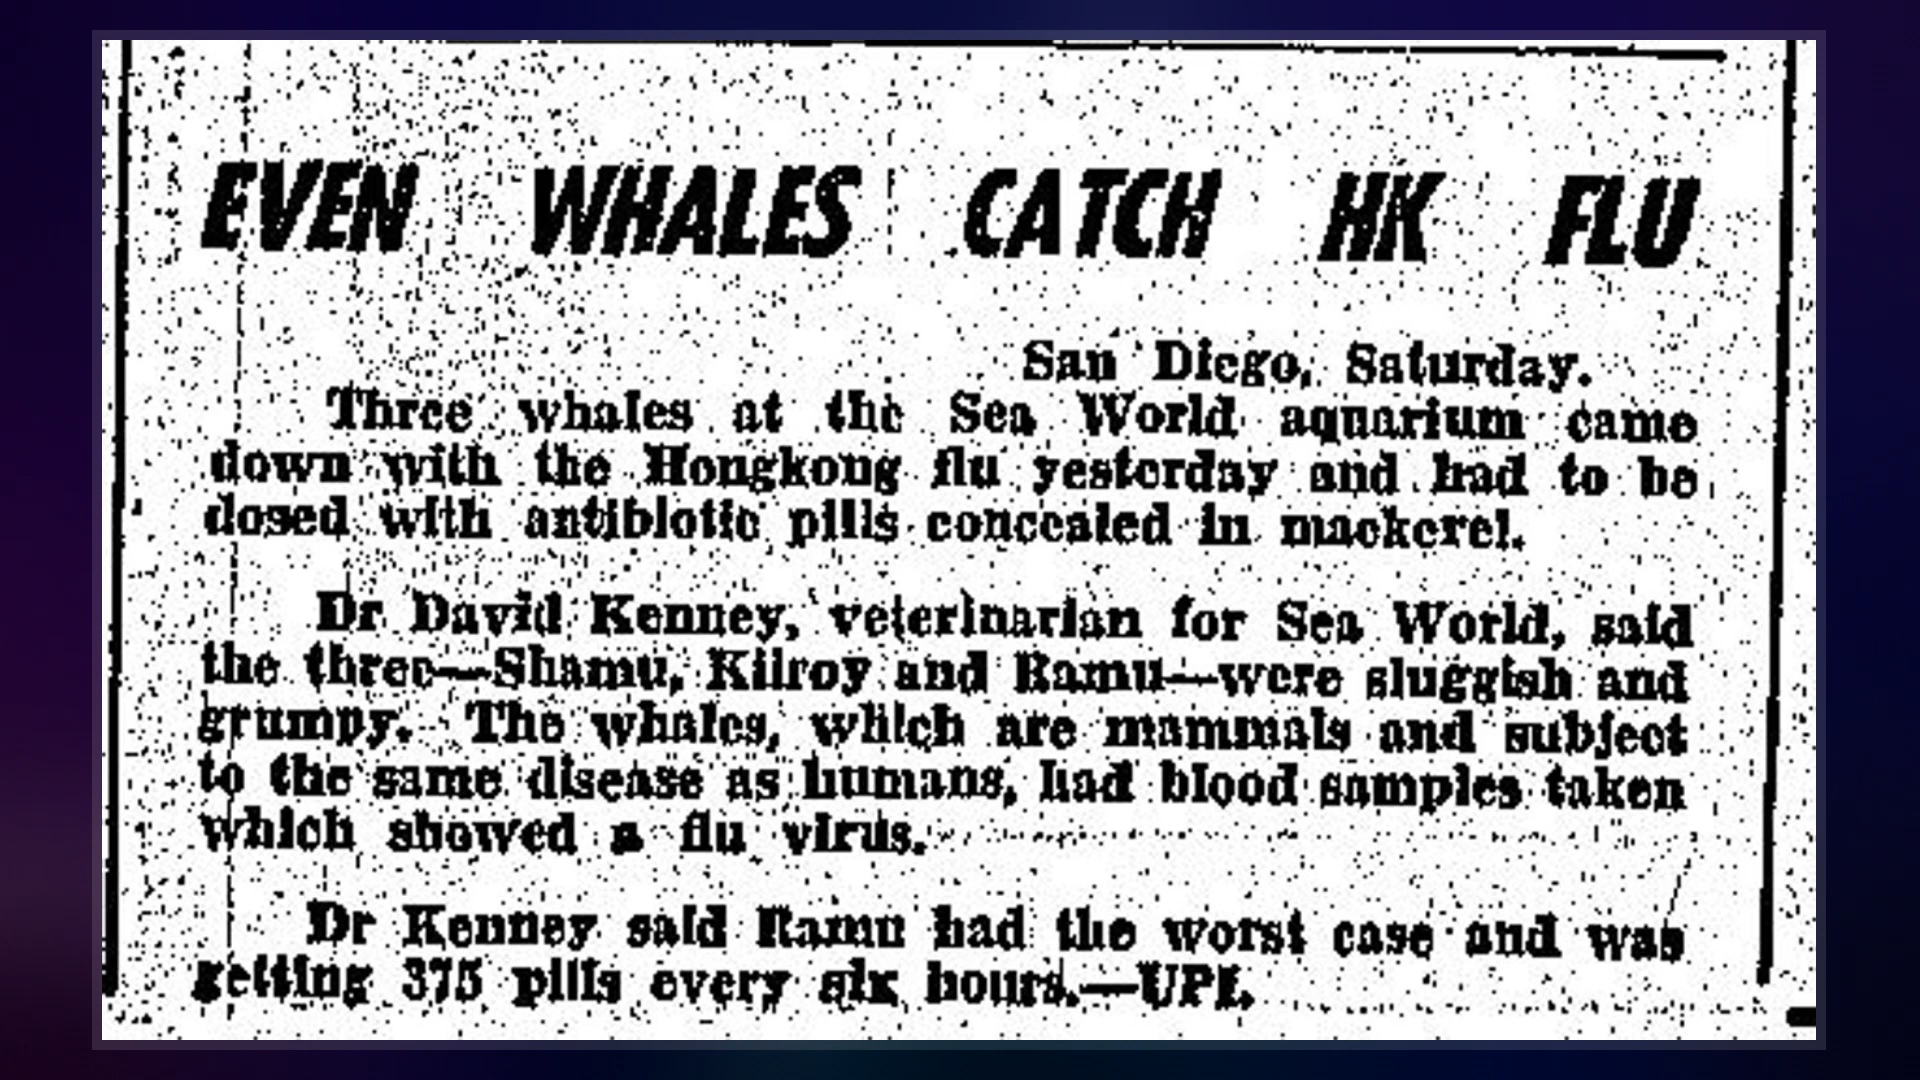 EVEN WHALES CATCH HK FLU
San Diego, Saturday.
Three whales at the Sea World aquarium came
down with the Hongkong flu yesterday and had to be
dosed with antibiotic pills concealed in mackerel.
Dr David Kenney, veterinarian for Sea World, said
the three—Shamu, Kilroy and Ramu—were sluggish and
grumpy. The whales, which are mammals and subject
to the same disease as humans, had blood samples taken
which showed a flu virus.
Dr Kenney said Ramu had the worst case and was
getting 375 pills every six hours.—UPI.